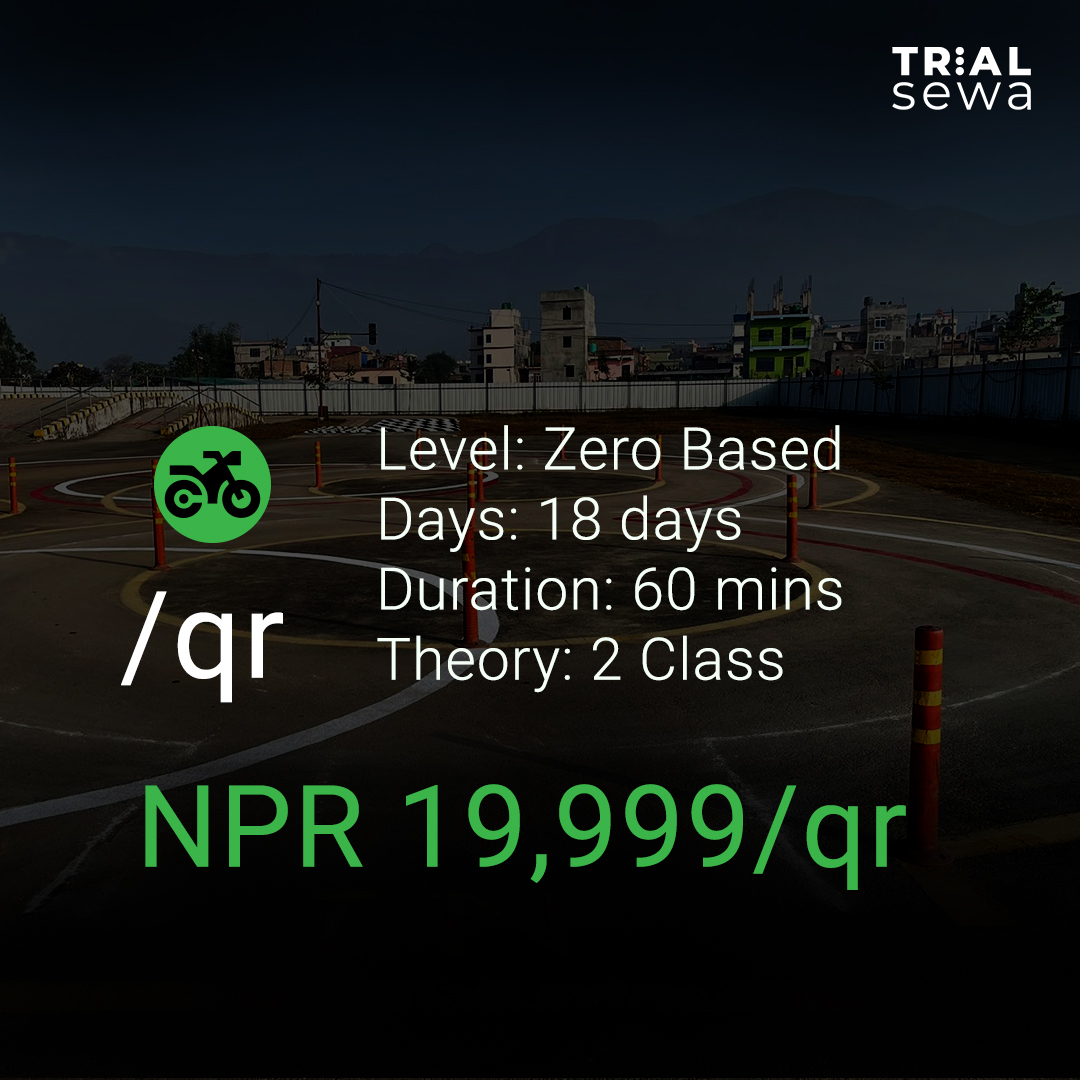 TRIAL
sewa
Level: Zero Based
Days: 18 days
Duration: 60 mins
Theory: 2 Class
/qr
NPR 19,999/qr